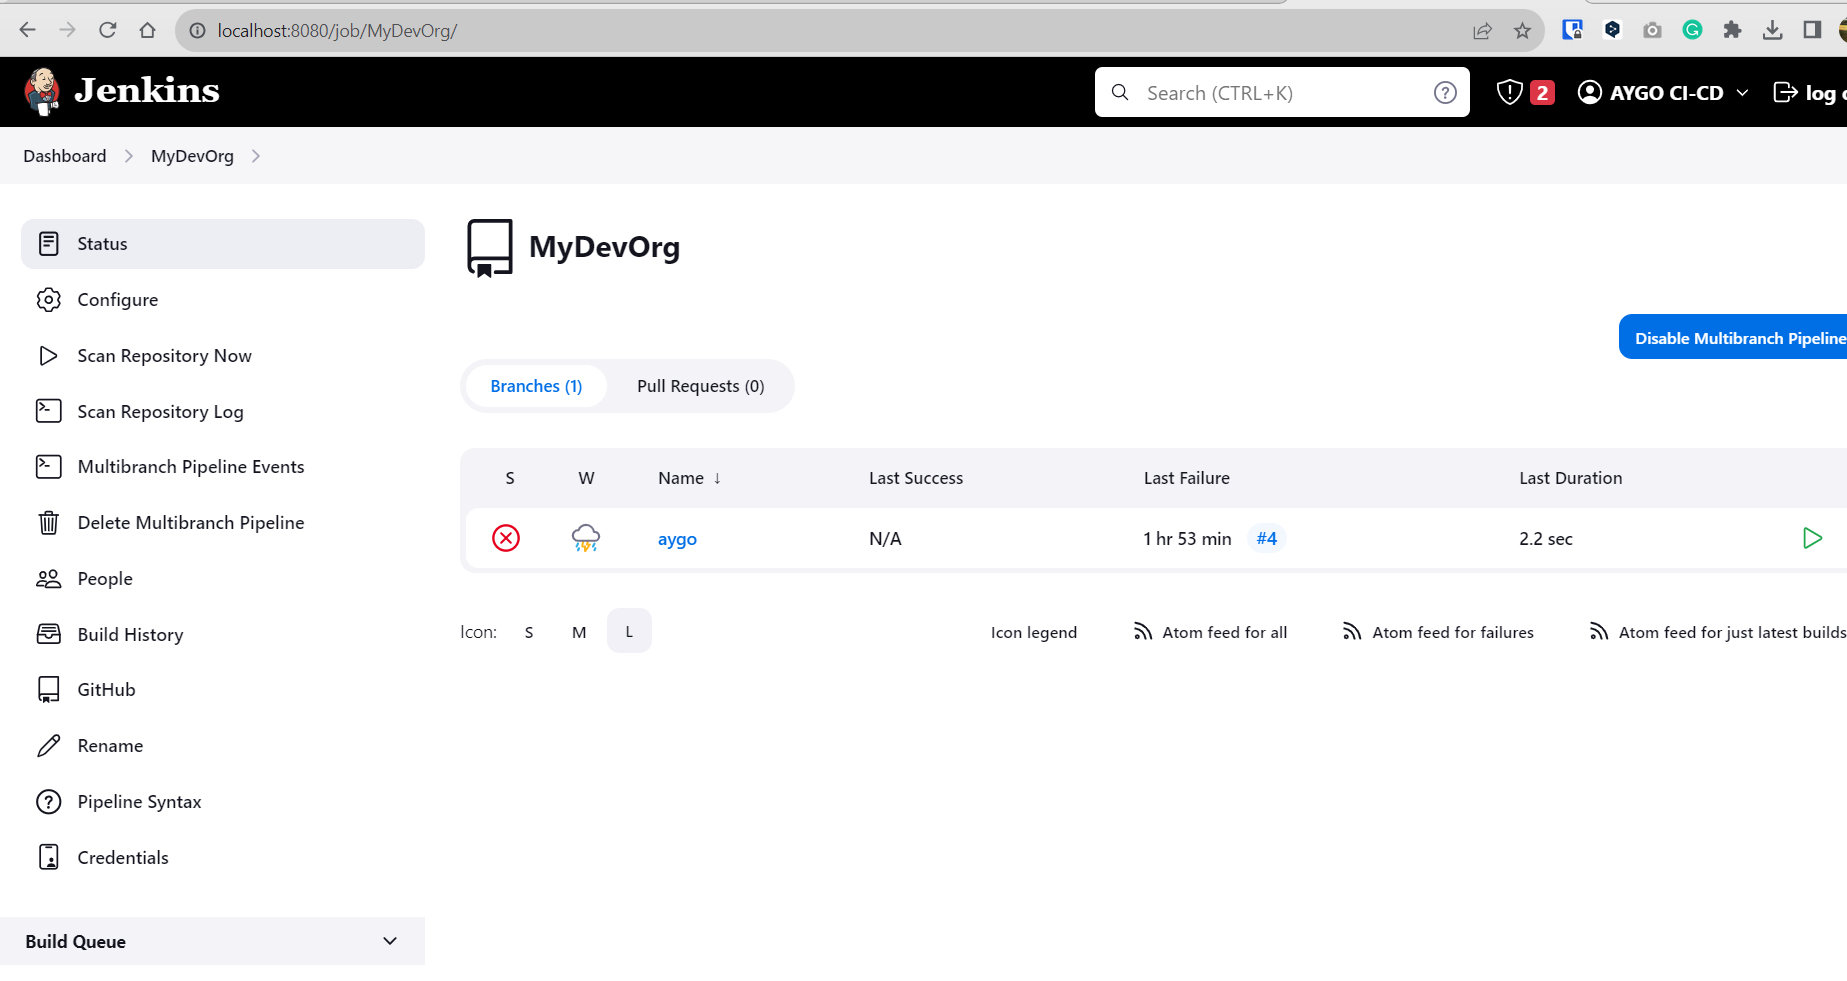 localhost:8080/job/MyDevOrg/
Jenkins
Search (CTRL+K)
2
AYGO CI-CD
log
Dashboard
MyDevOrg
Status
Configure
Scan Repository Now
Scan Repository Log
Multibranch Pipeline Events
Delete Multibranch Pipeline
People
Build History
GitHub
Rename
Pipeline Syntax
Credentials
Build Queue
MyDevOrg
Disable Multibranch Pipeline
Branches (1)
Pull Requests (0)
S W Name ↓ Last Success Last Failure Last Duration
aygo N/A 1 hr 53 min #4 2.2 sec
Icon: S M L
Icon legend
Atom feed for all
Atom feed for failures
Atom feed for just latest builds